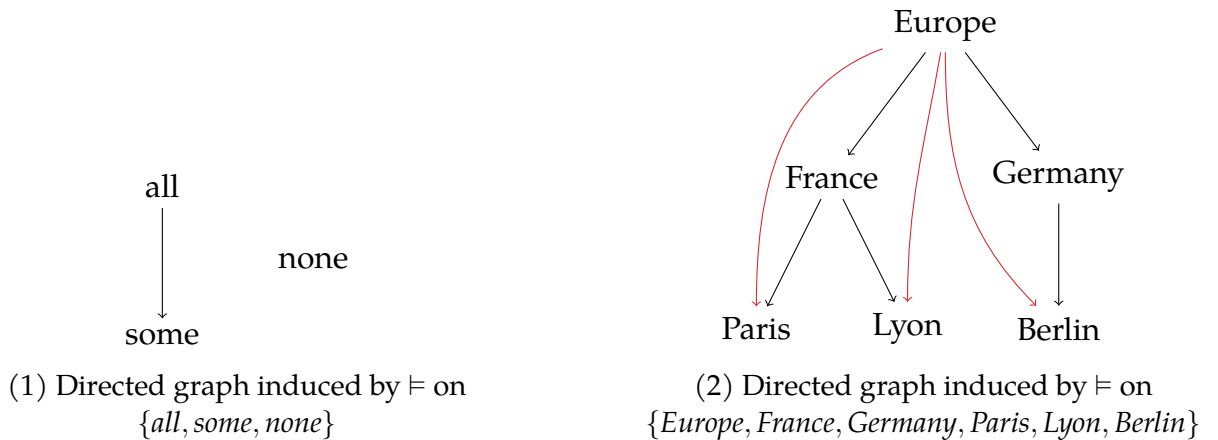 Europe
all
France
Germany
none
some
Paris
Lyon
Berlin
(1) Directed graph induced by ⊨ on
{all, some, none}
(2) Directed graph induced by ⊨ on
{Europe, France, Germany, Paris, Lyon, Berlin}